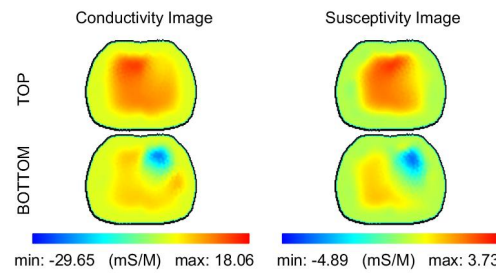 Conductivity Image
Susceptivity Image
TOP
BOTTOM
min: -29.65 (mS/M) max: 18.06
min: -4.89 (mS/M) max: 3.73